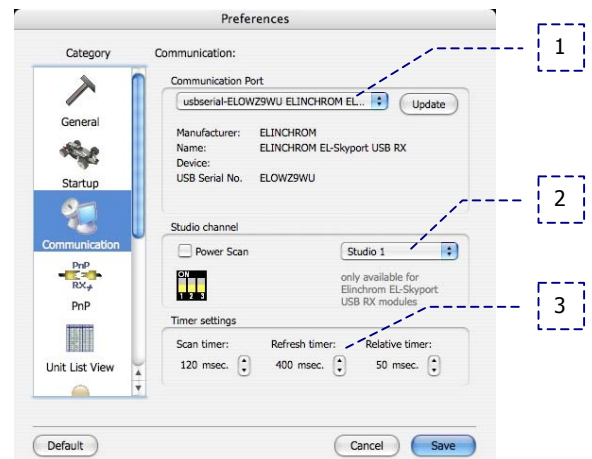 Preferences
Category
Communication:
1
Communication Port
usbserial-ELOWZ9WU ELINCHROM EL...
Update
General
Manufacturer: ELINCHROM
Name: ELINCHROM EL-Skyport USB RX
Device:
USB Serial No. ELOWZ9WU
Startup
2
Studio channel
Communication
Power Scan
Studio 1
PnP
RX
ON
1 2 3
only available for
Elinchrom EL-Skyport
USB RX modules
PnP
3
Timer settings
Scan timer: Refresh timer: Relative timer:
120 msec. 400 msec. 50 msec.
Unit List View
Default
Cancel
Save